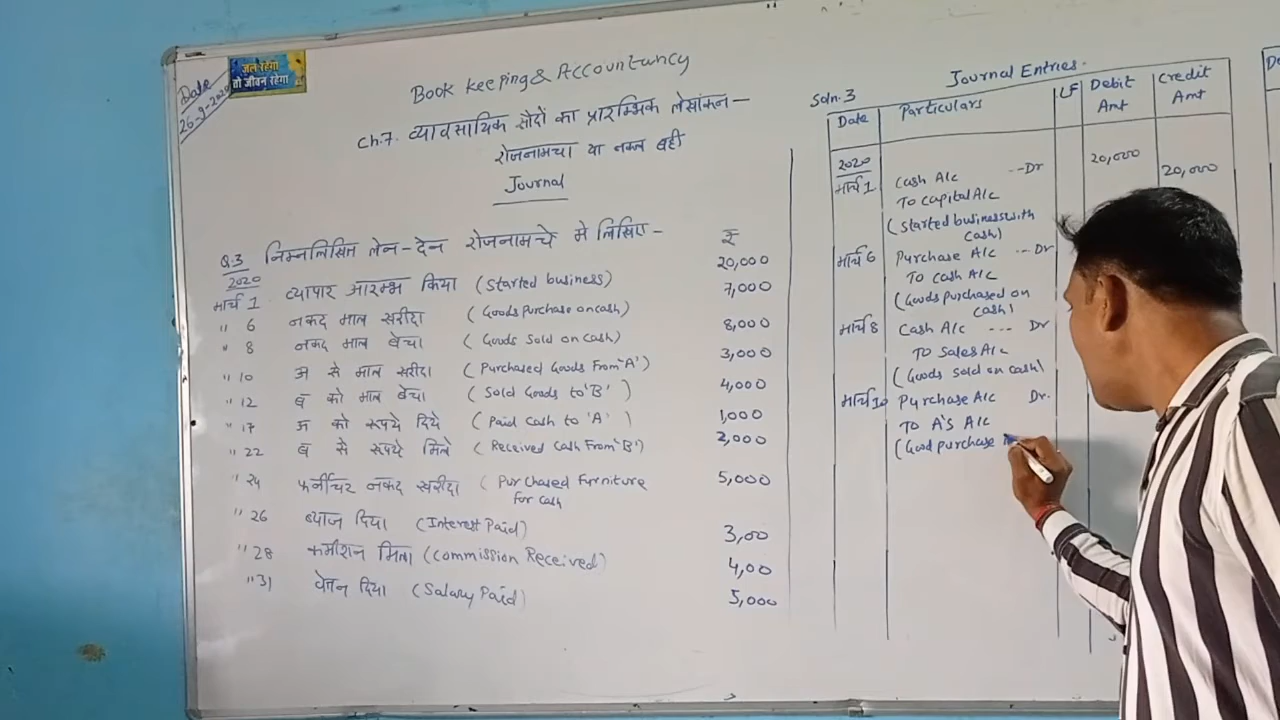 Date
26-9-2020
जल रहेगा
तो जीवन रहेगा
Book Keeping & Accountancy
Ch.7. व्यावसायिक सौदों का प्रारम्भिक लेखांकन -
रोजनामचा या नकल बही
Journal
Q.3 निम्नलिखित लेन-देन रोजनामचे मे लिखिए - ₹
2020
मार्च 1 व्यापार आरम्भ किया (Started business) 20,000
" 6 नकद माल खरीदा (Goods Purchase on cash) 7,000
" 8 नकद माल बेचा (Goods Sold on cash) 8,000
" 10 अ से माल खरीदा (Purchased Goods From 'A') 3,000
" 12 ब को माल बेचा (Sold Goods to 'B') 4,000
" 17 अ को रूपये दिये (Paid Cash to 'A') 1,000
" 22 ब से रूपये मिले (Received Cash From 'B') 2,000
" 24 फर्नीचर नकद खरीदा (Purchased Furniture 5,000
for Cash
" 26 ब्याज दिया (Interest Paid) 3,00
" 28 कमीशन मिला (Commission Received) 4,00
" 31 वेतन दिया (Salary Paid) 5,000
Soln.3 Journal Entries.
Date Particulars LF Debit Amt Credit Amt
2020
मार्च 1 Cash A/c --Dr 20,000
To Capital A/c 20,000
(Started business with
cash)
मार्च 6 Purchase A/c --Dr
To Cash A/c
(Goods purchased on
cash)
मार्च 8 Cash A/c --- Dr
To Sales A/c
(Goods sold on cash)
मार्च 10 Purchase A/c Dr.
To A's A/c
(Good purchase